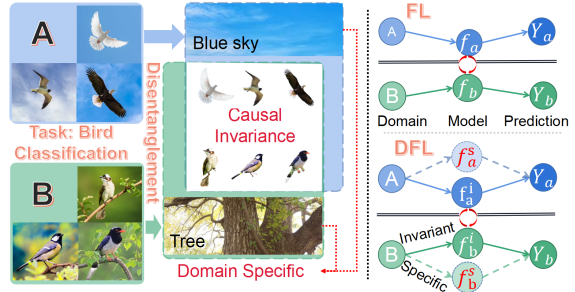 A
Task: Bird
Classification
B
Disentanglement
Blue sky
Causal
Invariance
Tree
Domain Specific
FL
A
f_a
Y_a
B
f_b
Y_b
Domain Model Prediction
DFL
f_a^s
A
f_a^i
Y_a
Invariant
B
f_b^i
Y_b
Specific
f_b^s